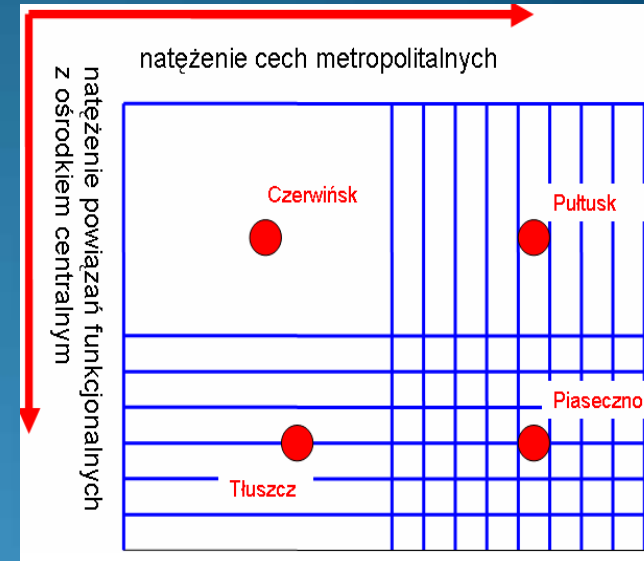 natężenie cech metropolitalnych
natężenie powiązań funkcjonalnych
z ośrodkiem centralnym
Czerwińsk
Pułtusk
Piaseczno
Tłuszcz